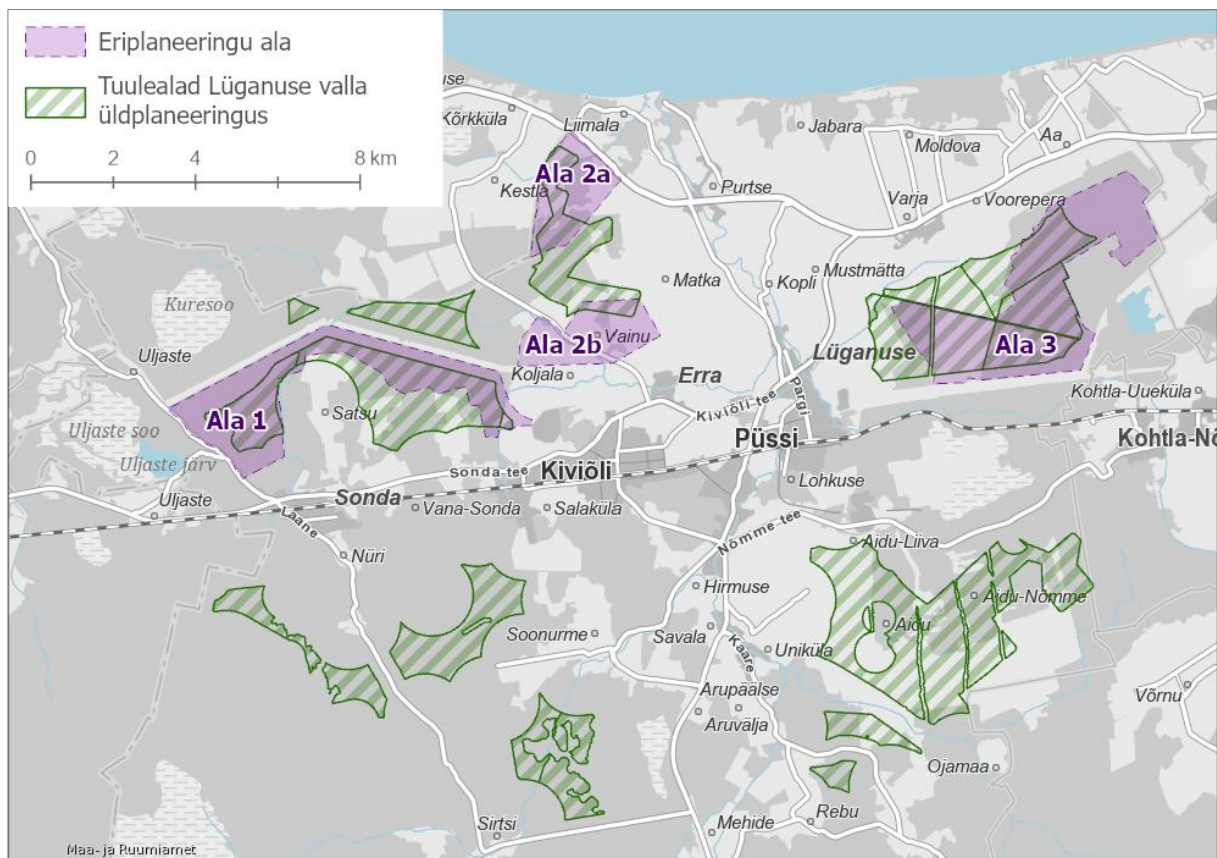 Eriplaneeringu ala
Tuulealad Lüganuse valla
üldplaneeringus
0 2 4 8 km
use
Kõrkküla
Liimala
Jabara
Moldova
Aa
Ala 2a
Kestla
Purtse
Varja
Voorepera
Kuresoo
Matka
Kopli
Mustmätta
Uljaste
Vainu
Ala 2b
Koljala
Erra
Lüganuse
Ala 3
Kohtla-Uueküla
Ala 1
Satsu
Kiviõli tee
Pargi
Uljaste soo
Uljaste järv
Püssi
Kohtla-Nõ
Sonda tee
Kiviõli
Lohkuse
Uljaste
Sonda
Vana-Sonda
Salaküla
Lääne
Nõmme tee
Nüri
Aidu-Liiva
Hirmuse
Aidu-Nõmme
Soonurme
Savala
Aidu
Kaare
Uniküla
Arupäälse
Võrnu
Aruvälja
Ojamaa
Rebu
Sirtsi
Mehide
Maa- ja Ruumiamet